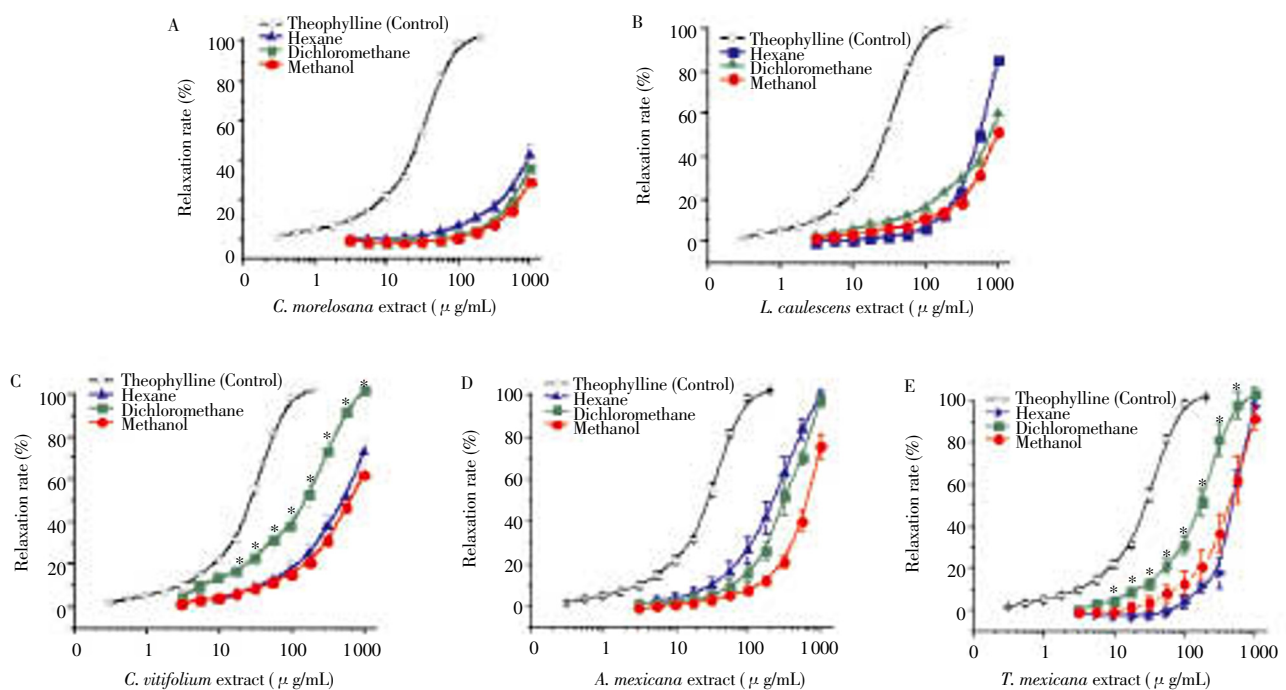 A
Theophylline (Control)
Hexane
Dichloromethane
Methanol
Relaxation rate (%)
100
80
60
40
20
0
0 1 10 100 1000
C. morelosana extract ( μ g/mL)
B
Theophylline (Control)
Hexane
Dichloromethane
Methanol
Relaxation rate (%)
100
80
60
40
20
0
0 10 100 1000
L. caulescens extract ( μ g/mL)
C
Theophylline (Control)
Hexane
Dichloromethane
Methanol
Relaxation rate (%)
100
80
60
40
20
0
* * * * * * * * *
0 1 10 100 1000
C. vitifolium extract ( μ g/mL)
D
Theophylline (Control)
Hexane
Dichloromethane
Methanol
Relaxation rate (%)
100
80
60
40
20
0
0 1 10 100 1000
A. mexicana extract ( μ g/mL)
E
Theophylline (Control)
Hexane
Dichloromethane
Methanol
Relaxation rate (%)
100
80
60
40
20
0
* * * * * * * *
0 1 10 100 1000
T. mexicana extract ( μ g/mL)